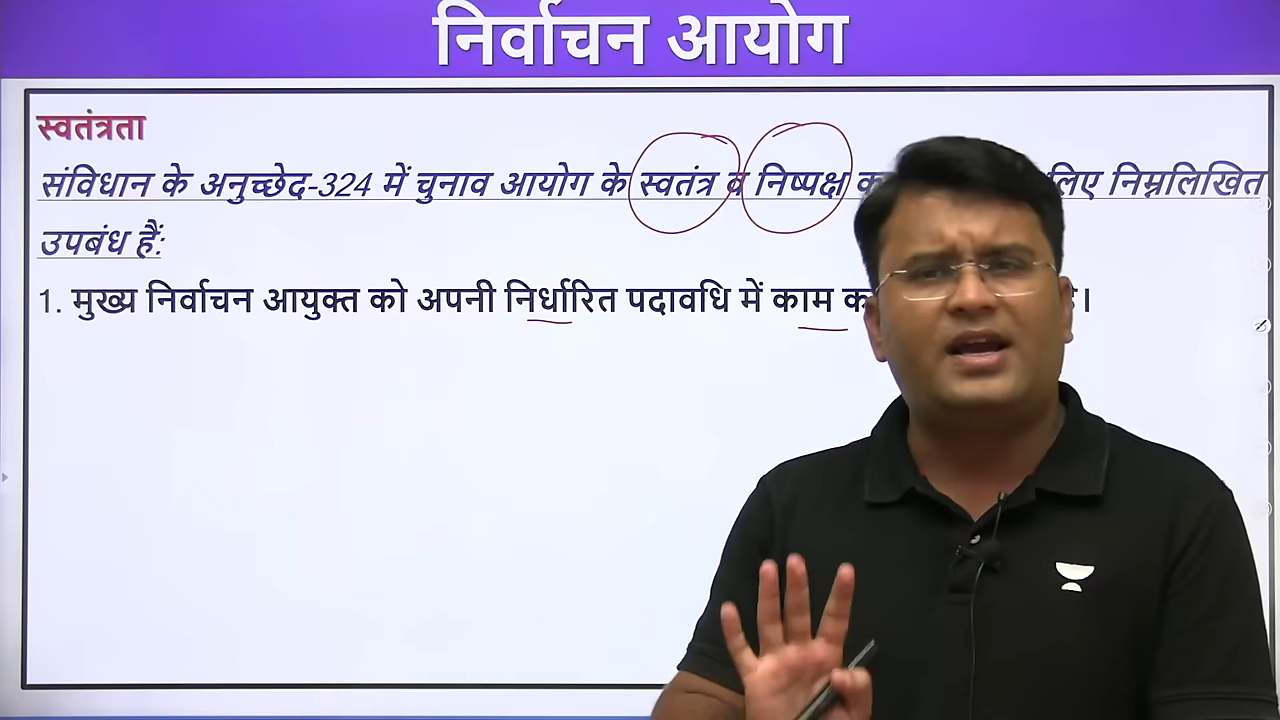 निर्वाचन आयोग
स्वतंत्रता
संविधान के अनुच्छेद-324 में चुनाव आयोग के स्वतंत्र व निष्पक्ष निम्नलिखित
उपबंध हैं:
1. मुख्य निर्वाचन आयुक्त को अपनी निर्धारित पदावधि में काम